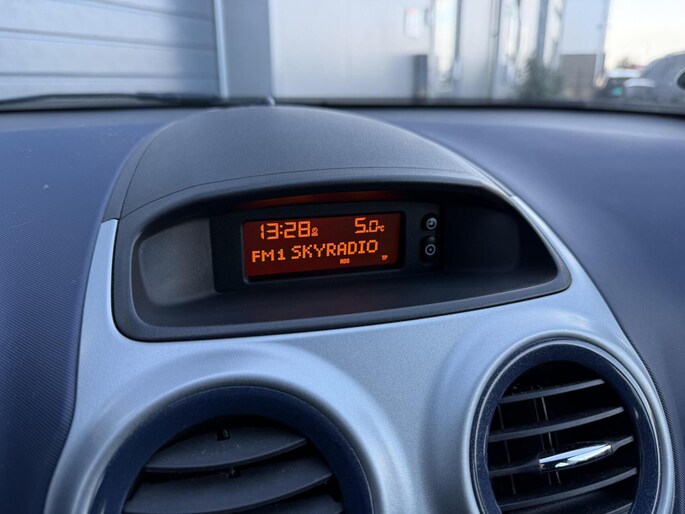 13:28 5.0°C
FM1 SKYRADIO
RDS TP